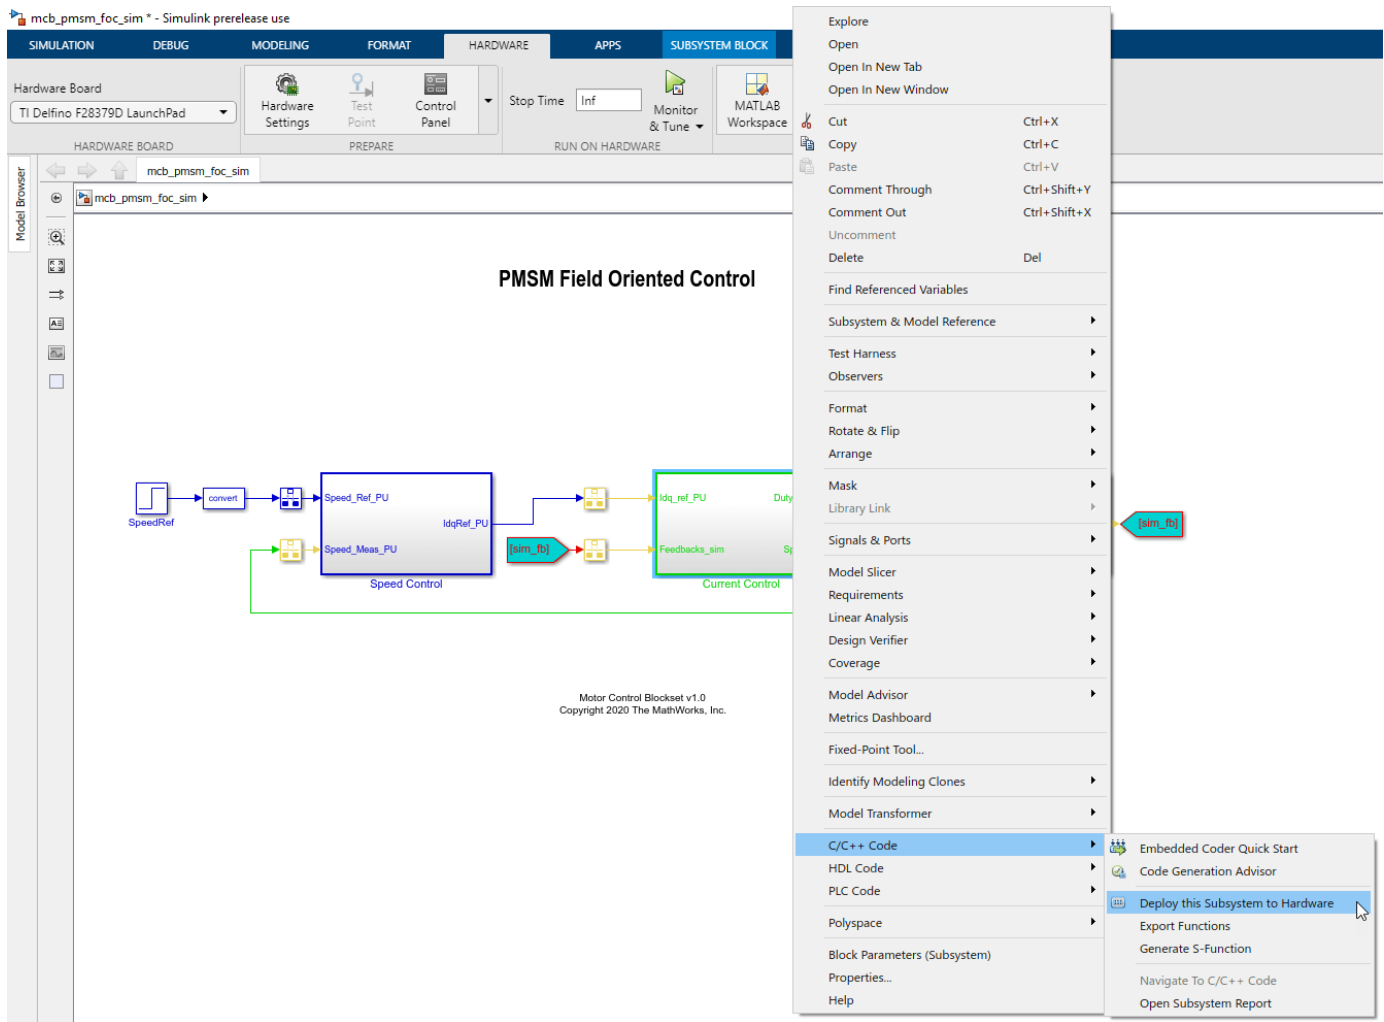 mcb_pmsm_foc_sim * - Simulink prerelease use
SIMULATION DEBUG MODELING FORMAT HARDWARE APPS SUBSYSTEM BLOCK
Hardware Board
TI Delfino F28379D LaunchPad
HARDWARE BOARD
Hardware
Settings
Test
Point
Control
Panel
PREPARE
Stop Time Inf
Monitor
& Tune
RUN ON HARDWARE
MATLAB
Workspace
Model Browser
mcb_pmsm_foc_sim
mcb_pmsm_foc_sim
PMSM Field Oriented Control
SpeedRef
convert
Speed_Ref_PU
IdqRef_PU
Speed_Meas_PU
Speed Control
[sim_fb]
Idq_ref_PU
Duty
Feedbacks_sim
Sp
Current Control
[sim_fb]
Motor Control Blockset v1.0
Copyright 2020 The MathWorks, Inc.
Explore
Open
Open In New Tab
Open In New Window
Cut Ctrl+X
Copy Ctrl+C
Paste Ctrl+V
Comment Through Ctrl+Shift+Y
Comment Out Ctrl+Shift+X
Uncomment
Delete Del
Find Referenced Variables
Subsystem & Model Reference
Test Harness
Observers
Format
Rotate & Flip
Arrange
Mask
Library Link
Signals & Ports
Model Slicer
Requirements
Linear Analysis
Design Verifier
Coverage
Model Advisor
Metrics Dashboard
Fixed-Point Tool...
Identify Modeling Clones
Model Transformer
C/C++ Code
HDL Code
PLC Code
Polyspace
Block Parameters (Subsystem)
Properties...
Help
Embedded Coder Quick Start
Code Generation Advisor
Deploy this Subsystem to Hardware
Export Functions
Generate S-Function
Navigate To C/C++ Code
Open Subsystem Report